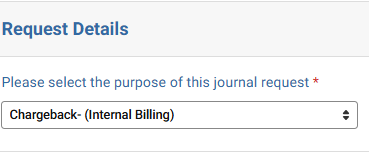 Request Details
Please select the purpose of this journal request *
Chargeback- (Internal Billing)